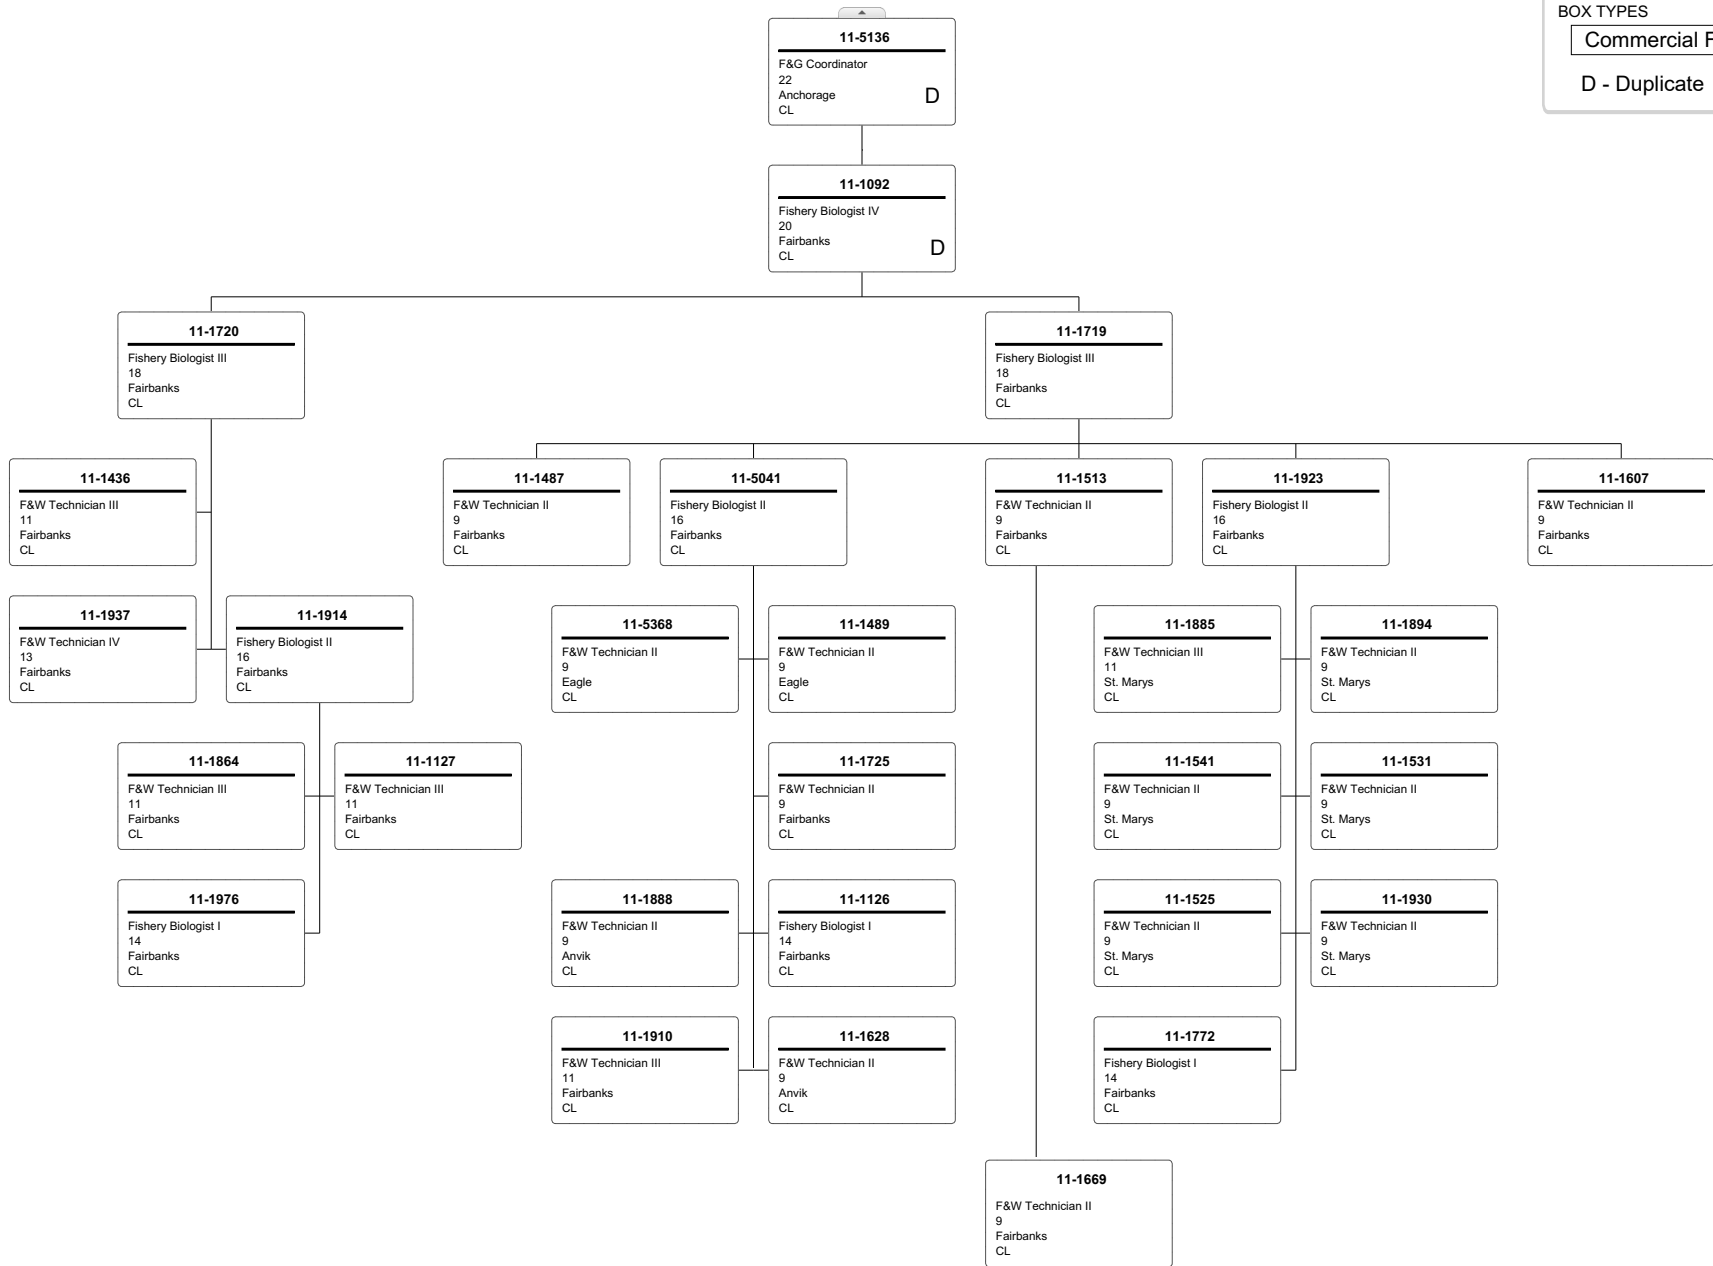 BOX TYPES
Commercial F
D - Duplicate
11-5136
F&G Coordinator
22
Anchorage
CL
D
11-1092
Fishery Biologist IV
20
Fairbanks
CL
D
11-1720
Fishery Biologist III
18
Fairbanks
CL
11-1719
Fishery Biologist III
18
Fairbanks
CL
11-1436
F&W Technician III
11
Fairbanks
CL
11-1487
F&W Technician II
9
Fairbanks
CL
11-5041
Fishery Biologist II
16
Fairbanks
CL
11-1513
F&W Technician II
9
Fairbanks
CL
11-1923
Fishery Biologist II
16
Fairbanks
CL
11-1607
F&W Technician II
9
Fairbanks
CL
11-1937
F&W Technician IV
13
Fairbanks
CL
11-1914
Fishery Biologist II
16
Fairbanks
CL
11-5368
F&W Technician II
9
Eagle
CL
11-1489
F&W Technician II
9
Eagle
CL
11-1885
F&W Technician III
11
St. Marys
CL
11-1894
F&W Technician II
9
St. Marys
CL
11-1864
F&W Technician III
11
Fairbanks
CL
11-1127
F&W Technician III
11
Fairbanks
CL
11-1725
F&W Technician II
9
Fairbanks
CL
11-1541
F&W Technician II
9
St. Marys
CL
11-1531
F&W Technician II
9
St. Marys
CL
11-1976
Fishery Biologist I
14
Fairbanks
CL
11-1888
F&W Technician II
9
Anvik
CL
11-1126
Fishery Biologist I
14
Fairbanks
CL
11-1525
F&W Technician II
9
St. Marys
CL
11-1930
F&W Technician II
9
St. Marys
CL
11-1910
F&W Technician III
11
Fairbanks
CL
11-1628
F&W Technician II
9
Anvik
CL
11-1772
Fishery Biologist I
14
Fairbanks
CL
11-1669
F&W Technician II
9
Fairbanks
CL